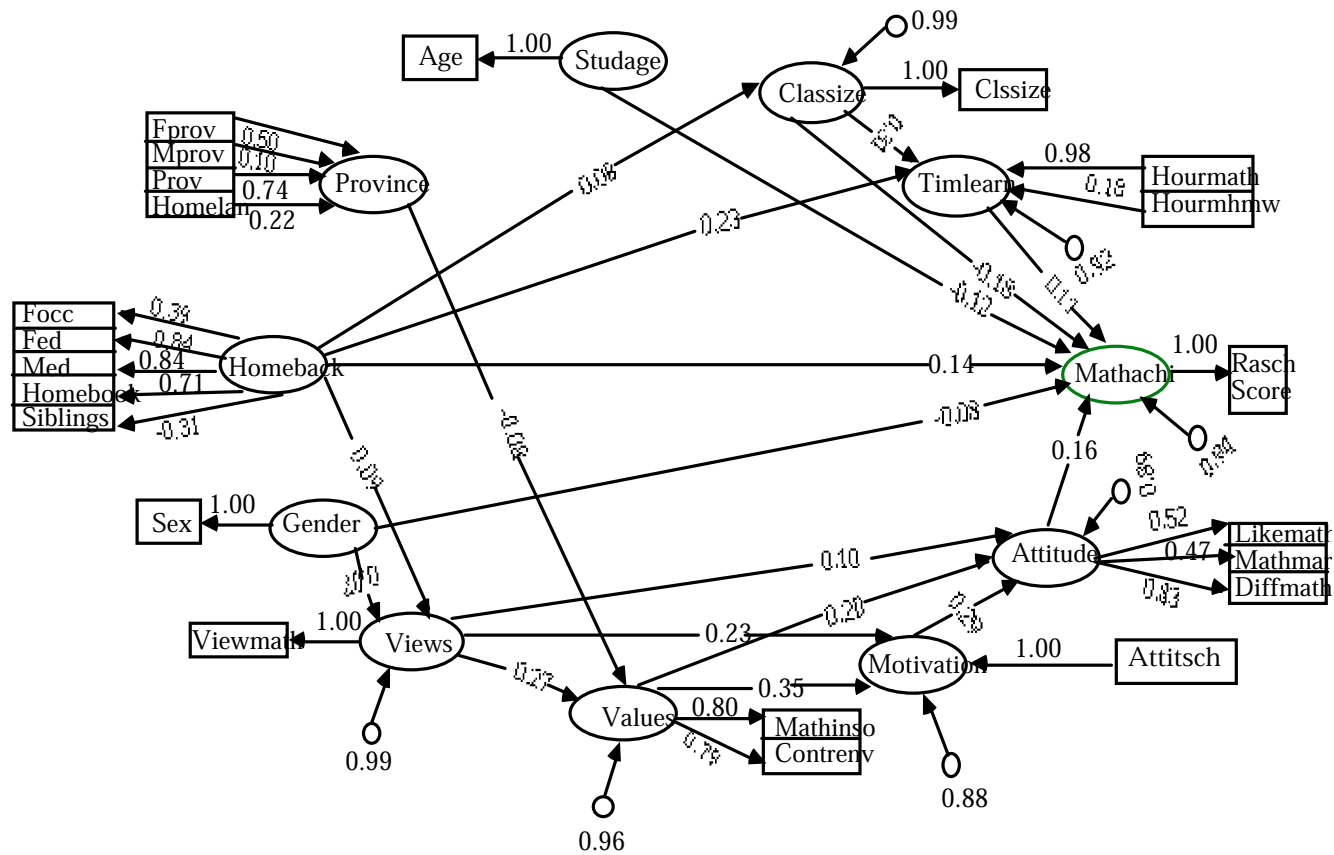 0.99
Age
1.00
Studage
Classize
1.00
Clssize
Fprov
0.50
Mprov
0.10
Prov
0.74
Homelan
0.22
Province
0.06
0.98
Hourmath
0.18
Hourmhmw
Timlearn
0.23
0.92
-0.18
-0.12
Focc
0.39
Fed
0.84
Med
0.84
Homebook
0.71
Siblings
-0.31
Homeback
0.14
Mathachi
1.00
Rasch
Score
-0.08
-0.08
0.94
0.16
0.09
0.89
Sex
1.00
Gender
0.10
Attitude
0.52
Likemath
0.47
Mathmar
Diffmath
0.20
Viewmath
1.00
Views
0.23
Motivation
1.00
Attitsch
0.27
0.35
Values
0.80
Mathinso
0.79
Contrenv
0.99
0.88
0.96